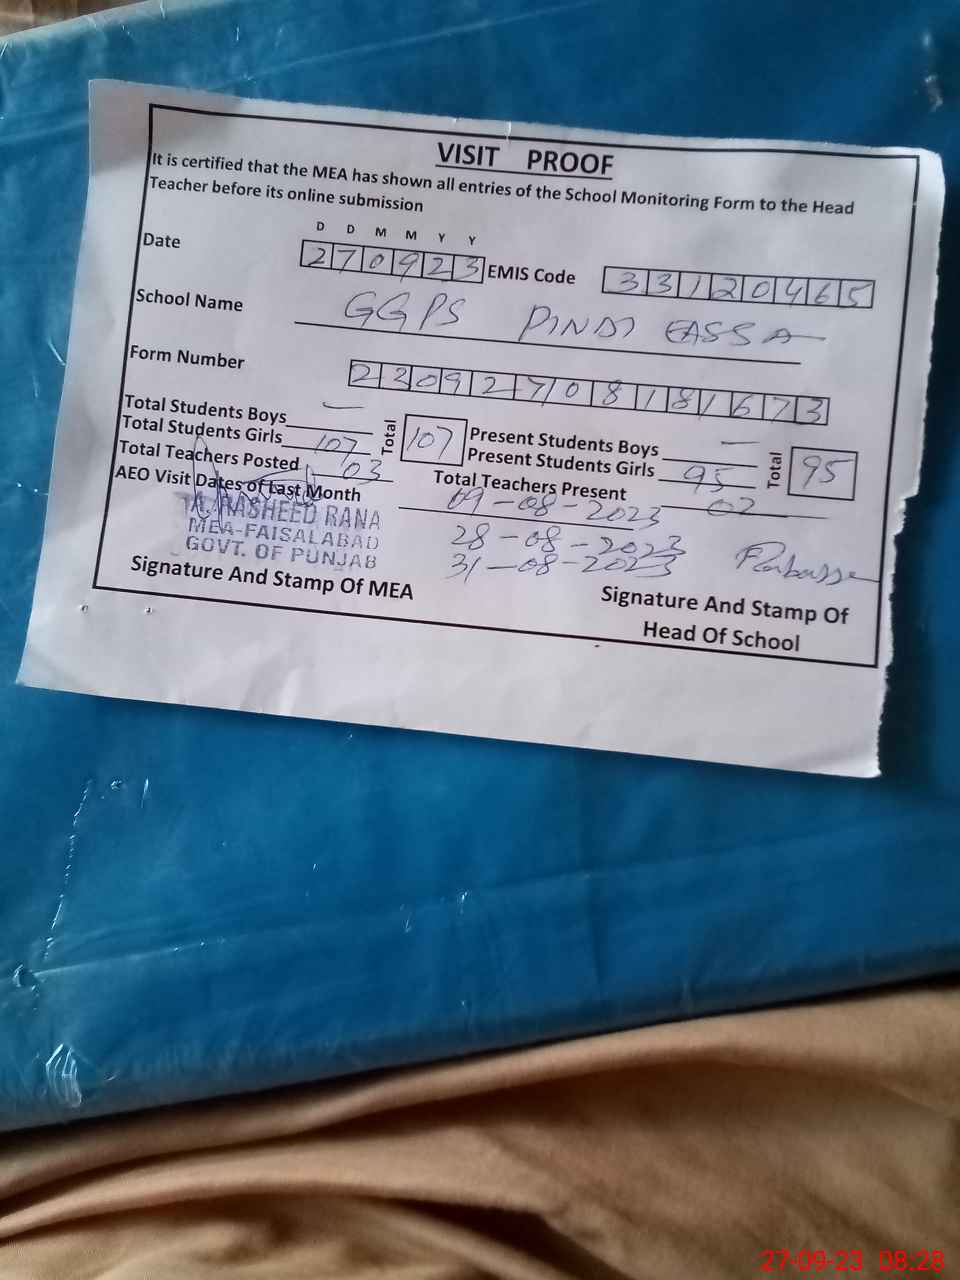 VISIT PROOF
It is certified that the MEA has shown all entries of the School Monitoring Form to the Head
Teacher before its online submission
D D M M Y Y
Date 270923 EMIS Code 33120465
School Name GGPS PINDI
Form Number 2309270818167 3
Total Students Boys — Present Students Boys —
Total Students Girls 107 Total 107 Present Students Girls 95 Total 95
Total Teachers Posted 03 Total Teachers Present 02
AEO Visit Dates of Last Month 09-08-2023
28-08-2023
31-08-2023
RASHEED RANA
MEA-FAISALABAD
GOVT. OF PUNJAB
Signature And Stamp Of MEA
Signature And Stamp Of
Head Of School
27-09-23 08:28